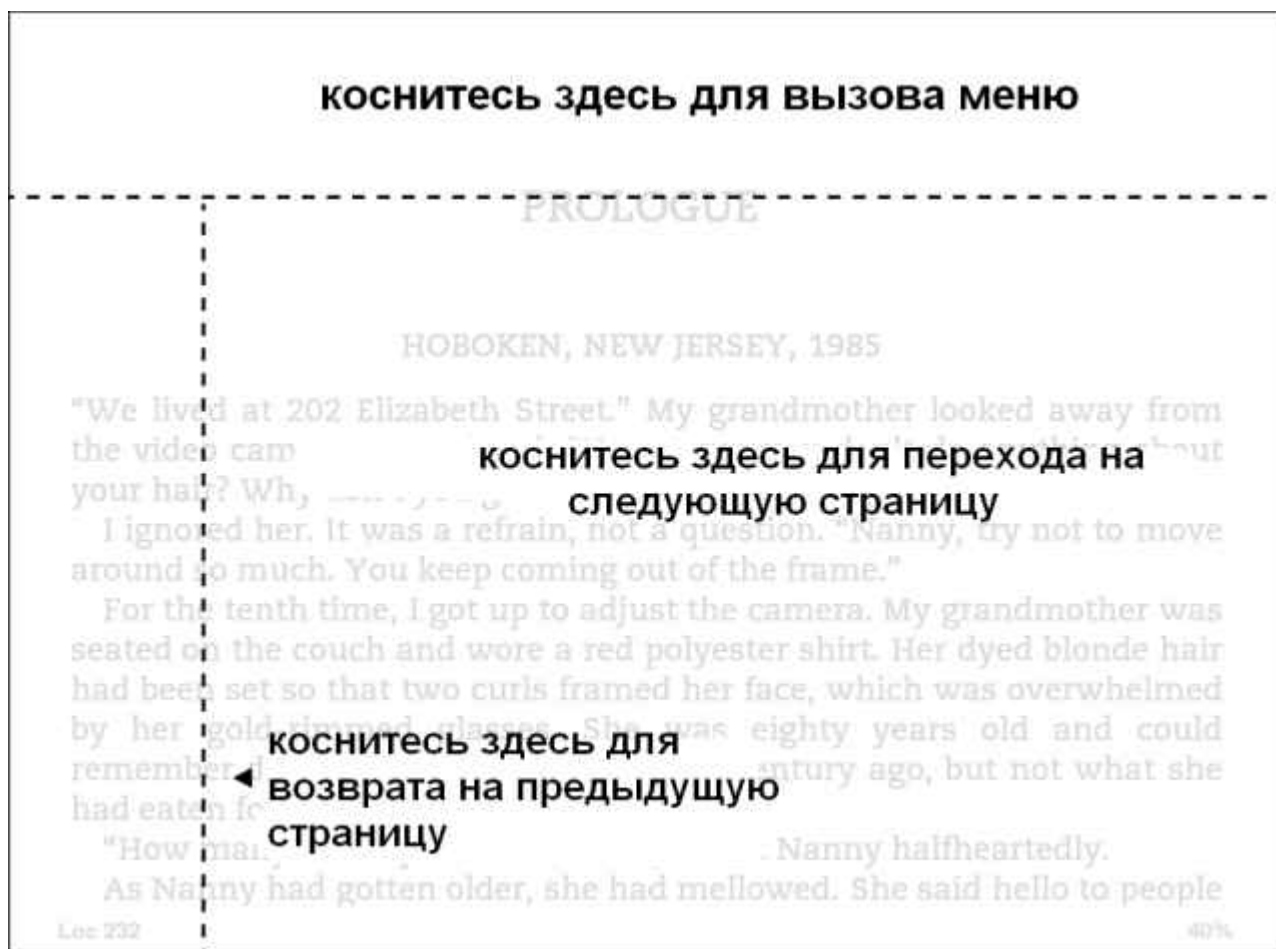 коснитесь здесь для вызова меню
PROLOGUE
HOBOKEN, NEW JERSEY, 1985
“We lived at 202 Elizabeth Street.” My grandmother looked away from
the video cam
коснитесь здесь для перехода на
your hair? Why
следующую страницу
I ignored her. It was a refrain, not a question. “Nanny, try not to move
around so much. You keep coming out of the frame.”
For the tenth time, I got up to adjust the camera. My grandmother was
seated on the couch and wore a red polyester shirt. Her dyed blonde hair
had been set so that two curls framed her face, which was overwhelmed
by her gold-rimmed glasses. She was eighty years old and could
коснитесь здесь для
remember ago, but not what she
возврата на предыдущую
had eaten
страницу
“How Nanny halfheartedly.
As Nanny had gotten older, she had mellowed. She said hello to people
Loc 232 40%